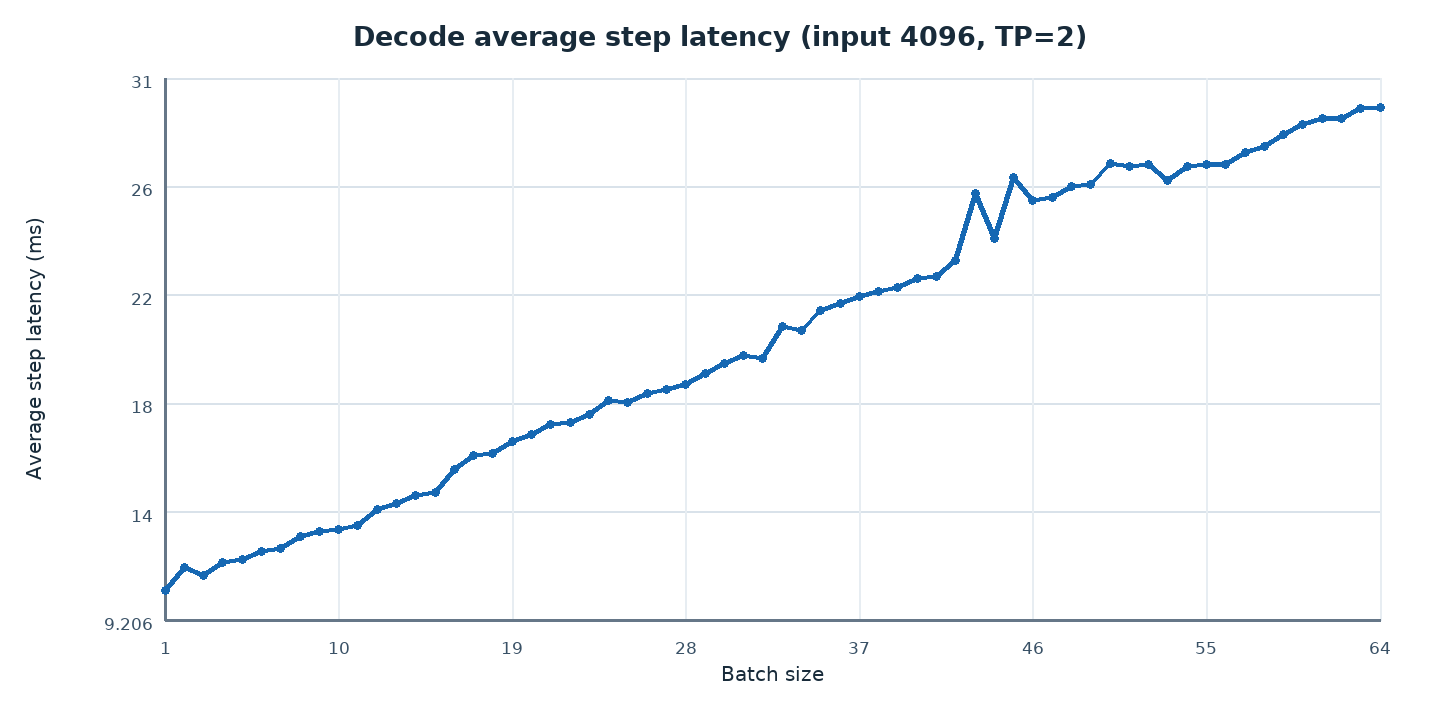 Decode average step latency (input 4096, TP=2)
31
26
22
18
14
9.206
Average step latency (ms)
1 10 19 28 37 46 55 64
Batch size